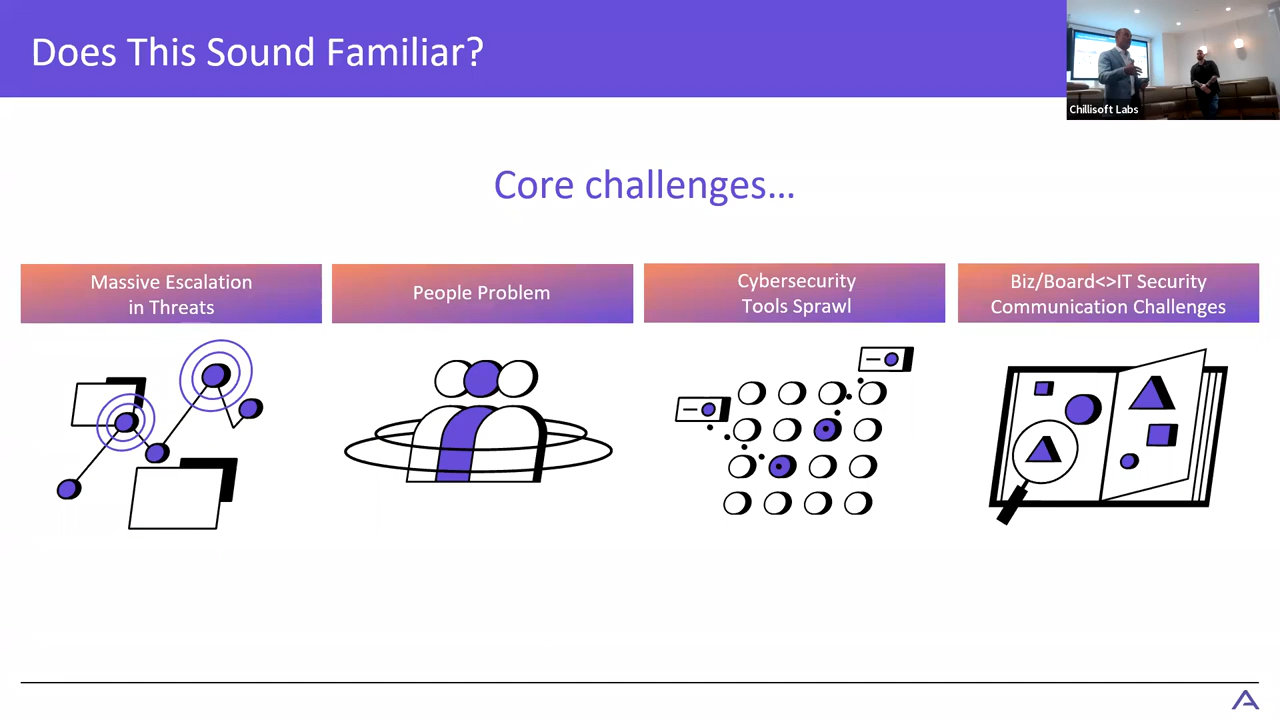 Does This Sound Familiar?
Chillisoft Labs
Core challenges...
Massive Escalation
in Threats
People Problem
Cybersecurity
Tools Sprawl
Biz/Board<>IT Security
Communication Challenges